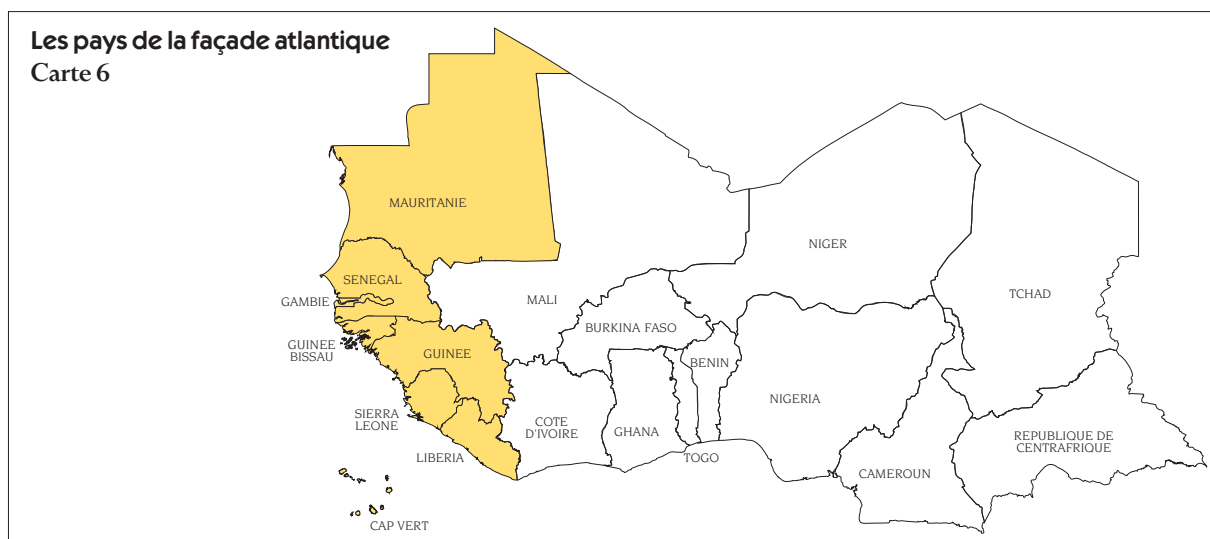 Les pays de la façade atlantique
Carte 6
MAURITANIE
NIGER
SENEGAL
TCHAD
GAMBIE
MALI
BURKINA FASO
GUINEE
BISSAU
GUINEE
BENIN
NIGERIA
SIERRA
LEONE
COTE
D'IVOIRE
GHANA
REPUBLIQUE DE
CENTRAFRIQUE
LIBERIA
TOGO
CAMEROUN
CAP VERT